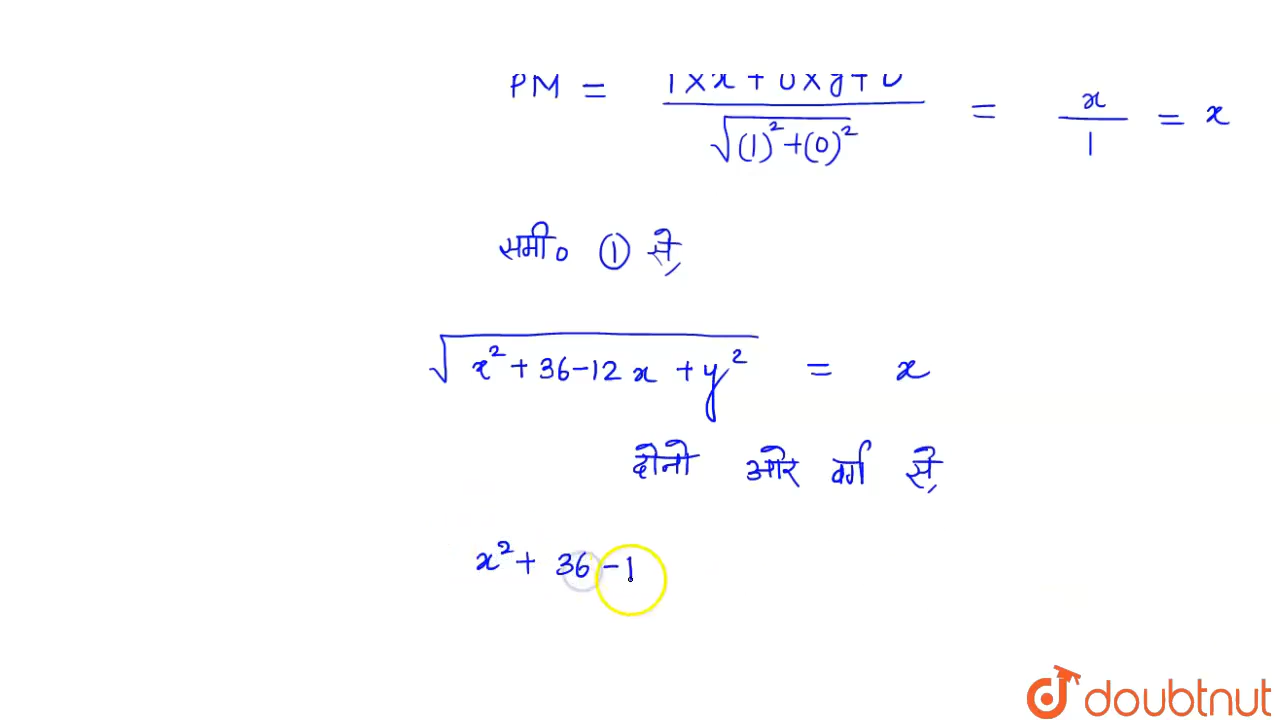 PM = 1×x+0×y+0 / √(1)²+(0)² = x / 1 = x
समी० ① से,
√x²+36-12x+y² = x
दोनो ओर वर्ग से,
x²+ 36-1
doubtnut